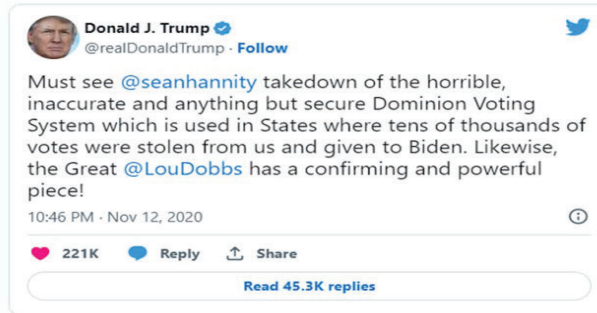 Donald J. Trump
@realDonaldTrump · Follow
Must see @seanhannity takedown of the horrible,
inaccurate and anything but secure Dominion Voting
System which is used in States where tens of thousands of
votes were stolen from us and given to Biden. Likewise,
the Great @LouDobbs has a confirming and powerful
piece!
10:46 PM · Nov 12, 2020
221K Reply Share
Read 45.3K replies